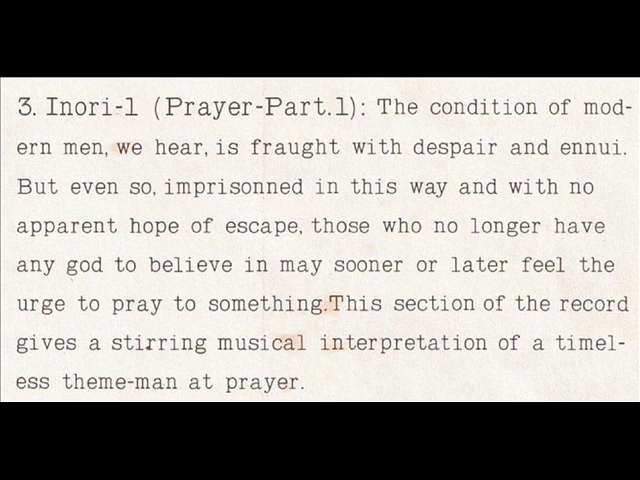 3. Inori-1 (Prayer-Part.1): The condition of mod-
ern men, we hear, is fraught with despair and ennui.
But even so, imprisonned in this way and with no
apparent hope of escape, those who no longer have
any god to believe in may sooner or later feel the
urge to pray to something.This section of the record
gives a stirring musical interpretation of a timel-
ess theme-man at prayer.